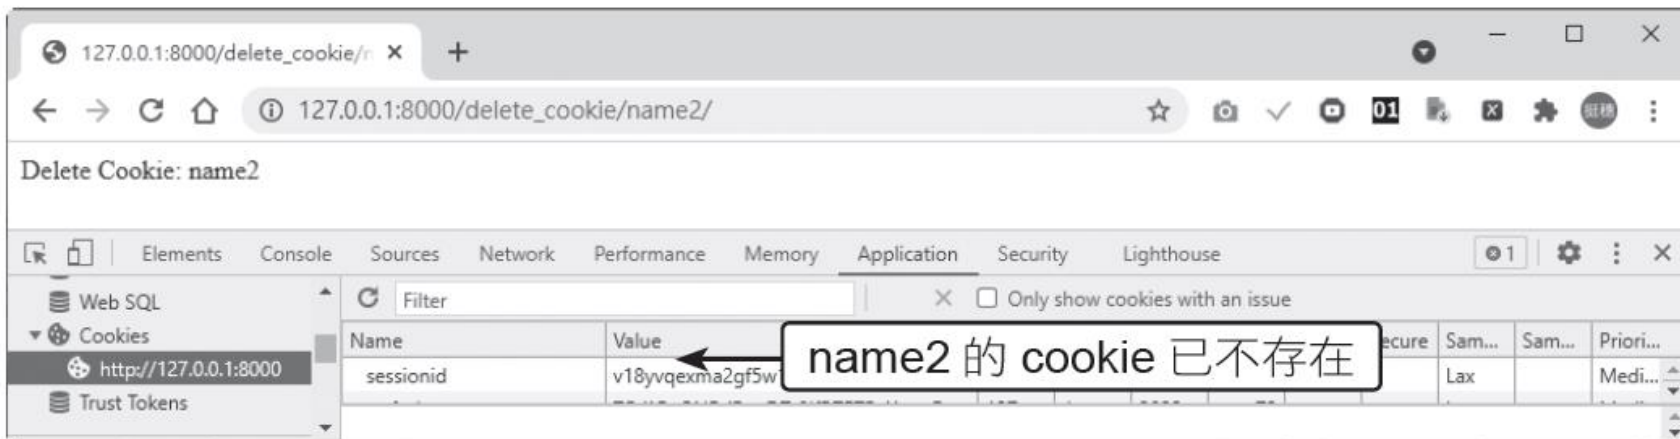 127.0.0.1:8000/delete_cookie/n
127.0.0.1:8000/delete_cookie/name2/
01
Delete Cookie: name2
Elements Console Sources Network Performance Memory Application Security Lighthouse 1
Web SQL
Filter
Only show cookies with an issue
Cookies
Name Value ecure Sam... Sam... Priori...
name2 的 cookie 已不存在
http://127.0.0.1:8000
sessionid v18yvqexma2gf5w Lax Medi...
Trust Tokens